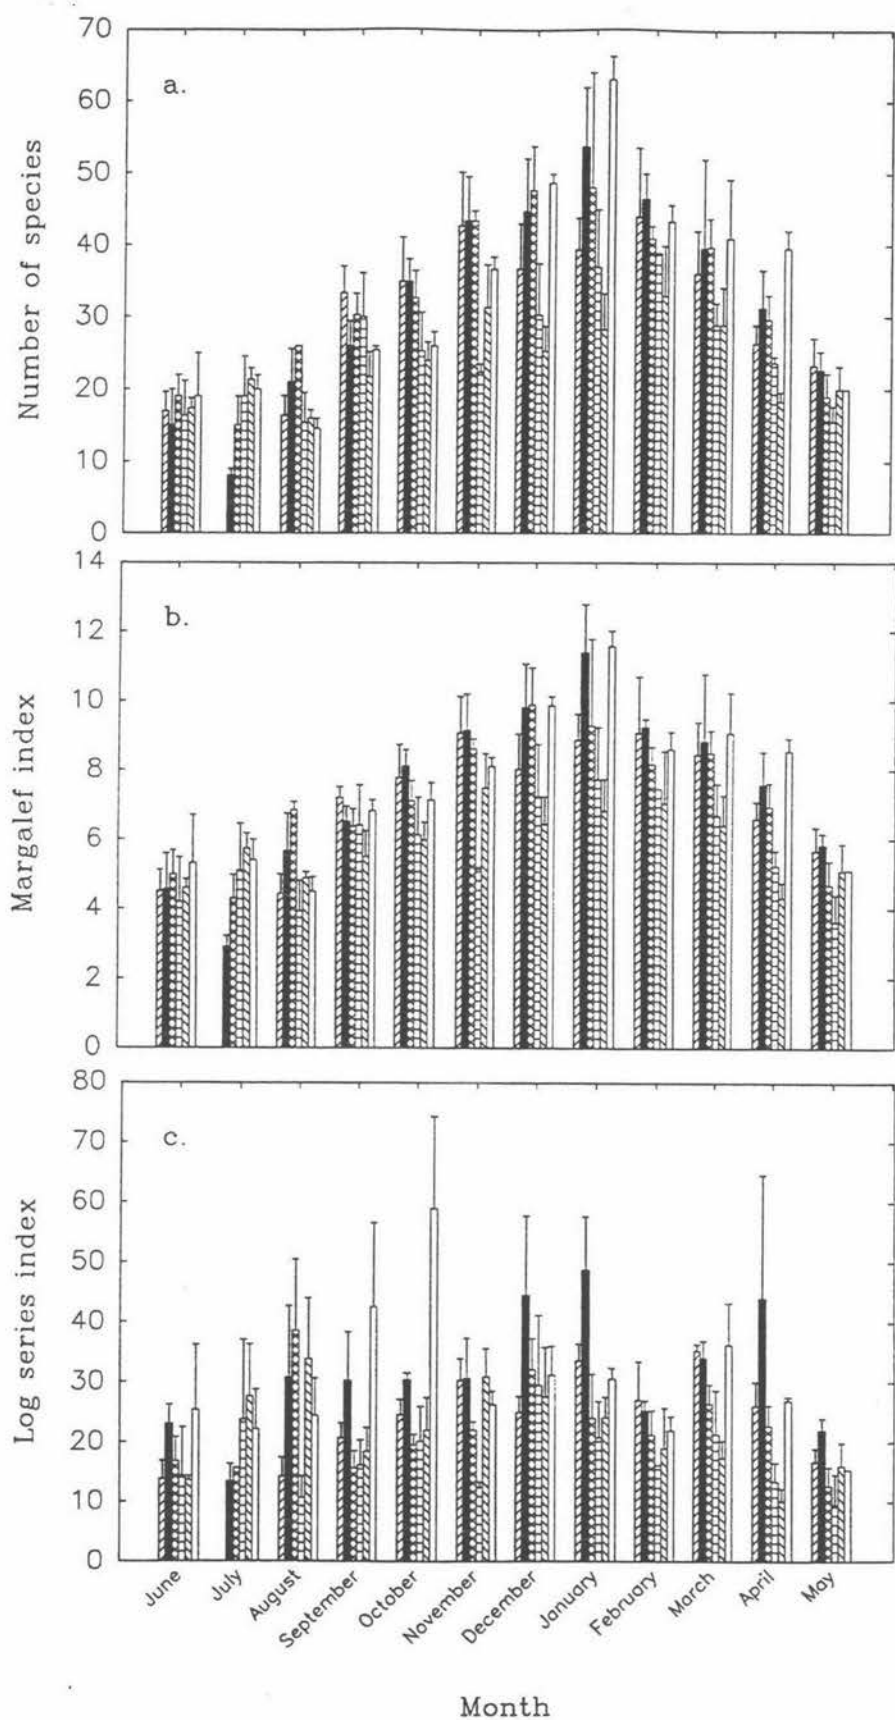 70
60
50
40
30
20
10
0
Number of species
a.
14
12
10
8
6
4
2
0
Margalef index
b.
80
70
60
50
40
30
20
10
0
Log series index
c.
June
July
August
September
October
November
December
January
February
March
April
May
Month